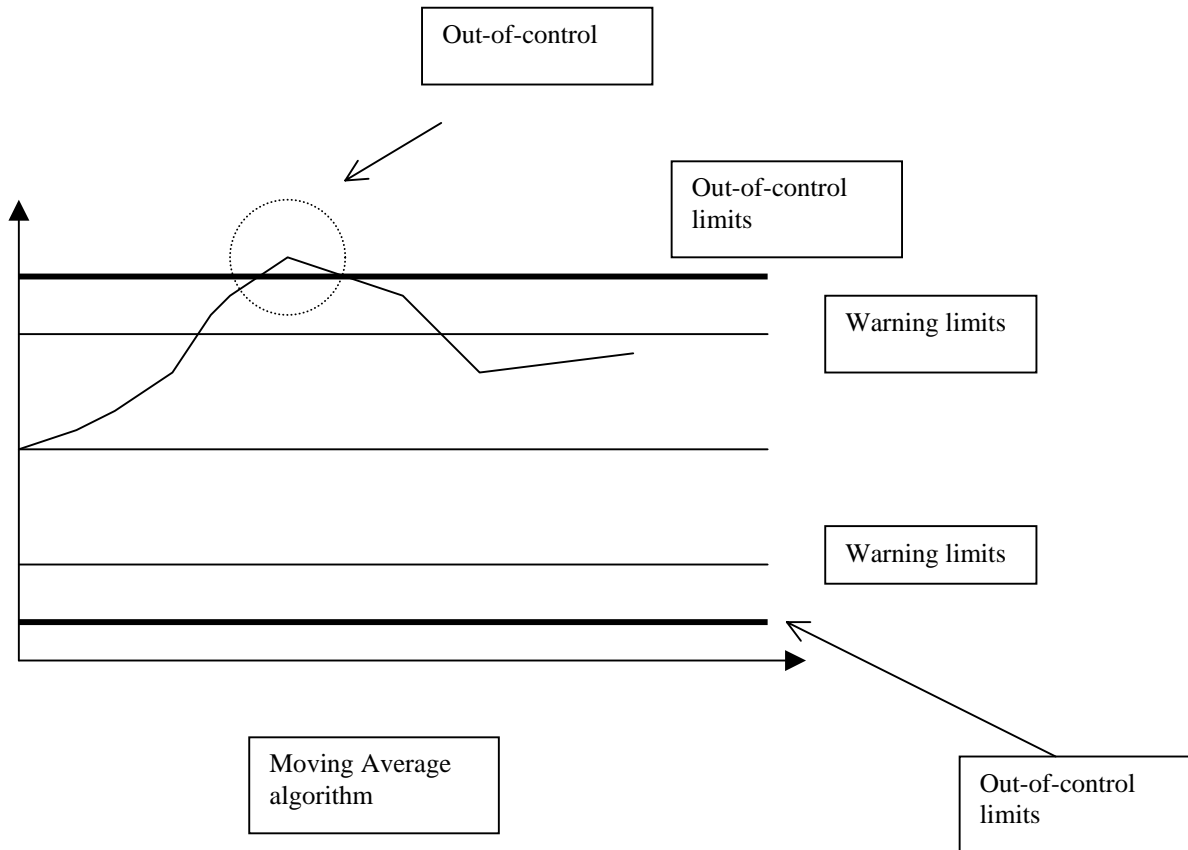 Out-of-control
Out-of-control
limits
Warning limits
Warning limits
Moving Average
algorithm
Out-of-control
limits